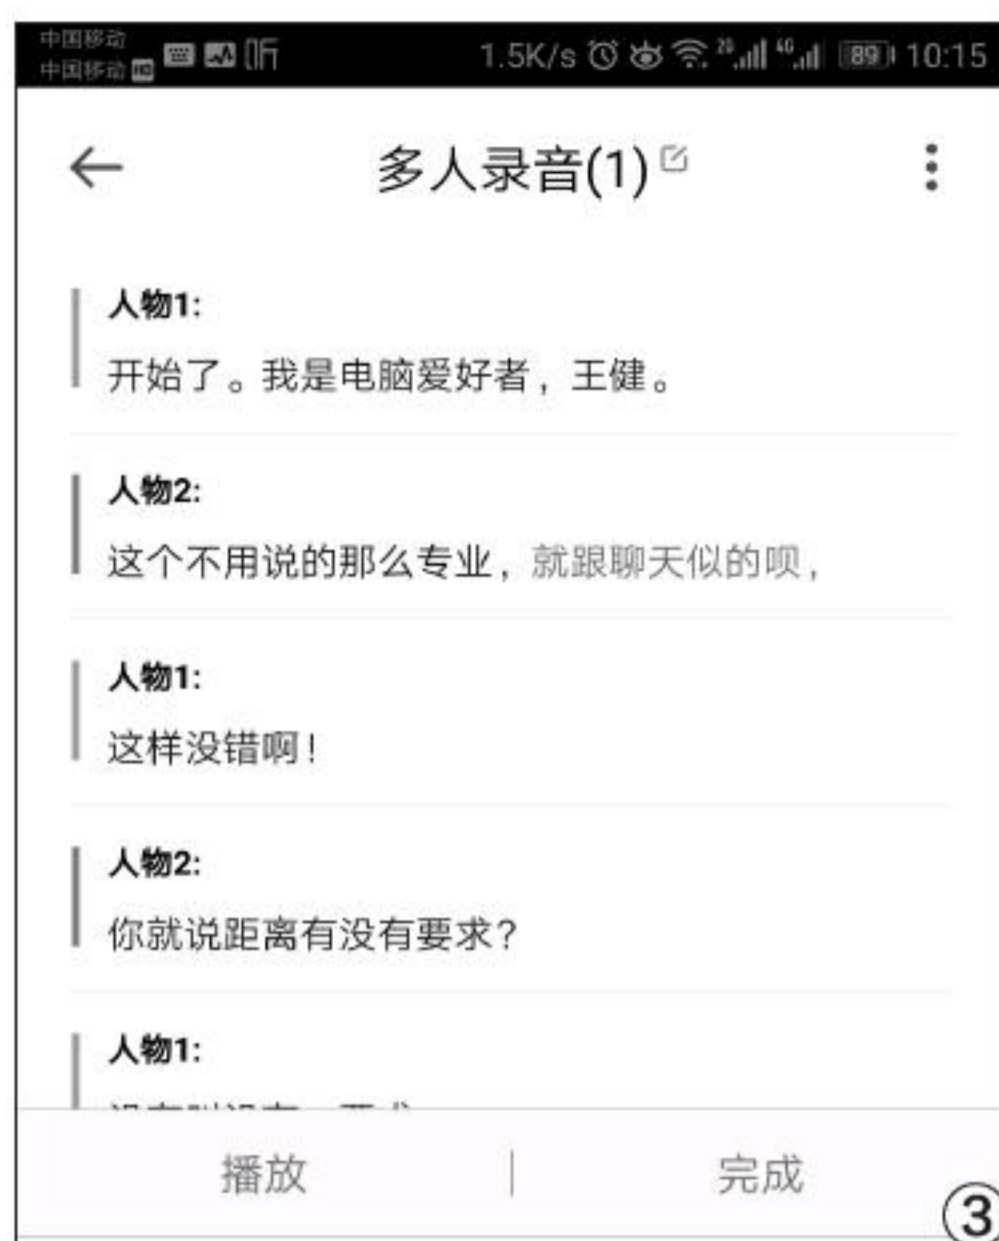 中国移动
中国移动 HD 听 1.5K/s 2G 4G 89 10:15
多人录音(1)
人物1:
开始了。我是电脑爱好者，王健。
人物2:
这个不用说的那么专业，就跟聊天似的呗，
人物1:
这样没错啊！
人物2:
你就说距离有没有要求？
人物1:
播放 完成
③